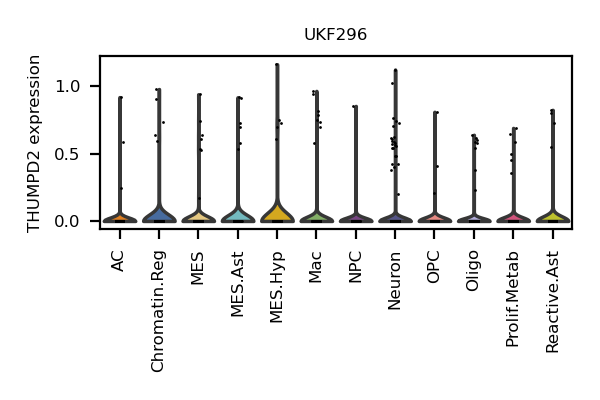 UKF296
THUMPD2 expression
1.0
0.5
0.0
AC
Chromatin.Reg
MES
MES.Ast
MES.Hyp
Mac
NPC
Neuron
OPC
Oligo
Prolif.Metab
Reactive.Ast